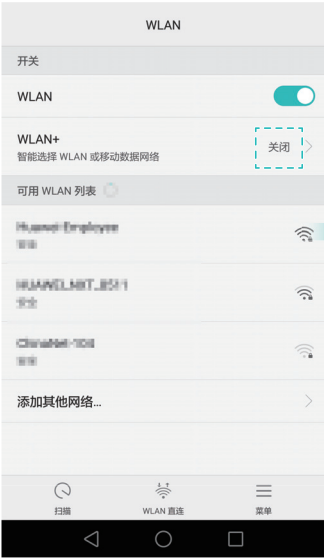 WLAN
开关
WLAN
WLAN+
智能选择 WLAN 或移动数据网络
关闭
可用 WLAN 列表
添加其他网络...
扫描
WLAN 直连
菜单